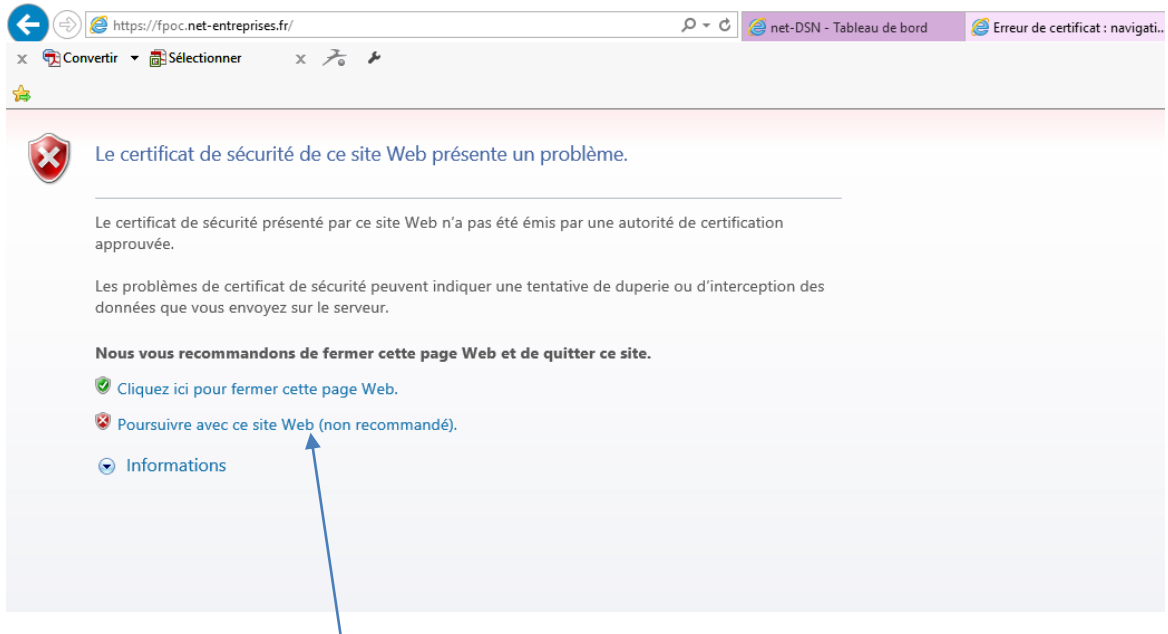 https://fpoc.net-entreprises.fr/
net-DSN - Tableau de bord
Erreur de certificat : navigati...
x Convertir Sélectionner x
Le certificat de sécurité de ce site Web présente un problème.
Le certificat de sécurité présenté par ce site Web n'a pas été émis par une autorité de certification
approuvée.
Les problèmes de certificat de sécurité peuvent indiquer une tentative de duperie ou d'interception des
données que vous envoyez sur le serveur.
Nous vous recommandons de fermer cette page Web et de quitter ce site.
Cliquez ici pour fermer cette page Web.
Poursuivre avec ce site Web (non recommandé).
Informations